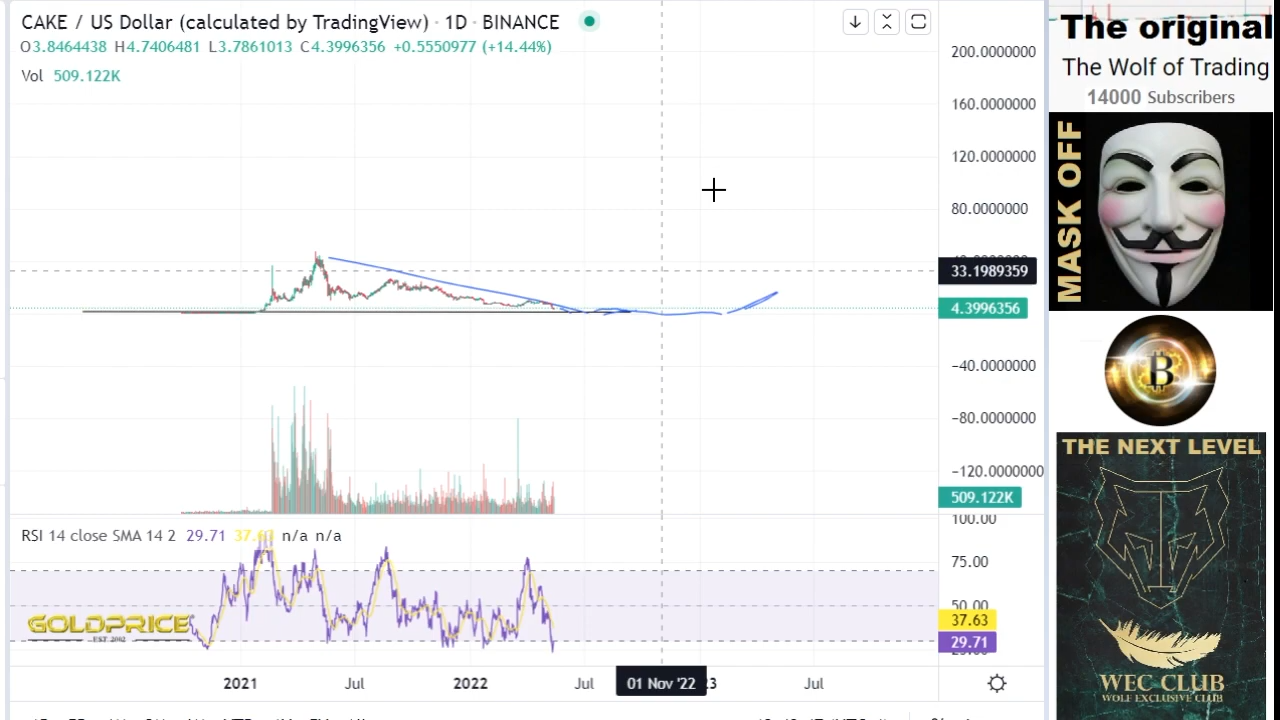 CAKE / US Dollar (calculated by TradingView) · 1D · BINANCE
O3.8464438 H4.7406481 L3.7861013 C4.3996356 +0.5550977 (+14.44%)
Vol 509.122K
200.0000000
160.0000000
120.0000000
80.0000000
33.1989359
4.3996356
−40.0000000
−80.0000000
−120.0000000
509.122K
RSI 14 close SMA 14 2 29.71 37.63 n/a n/a
100.00
75.00
50.00
37.63
29.71
GOLDPRICE
EST. 2002
2021
Jul
2022
Jul
01 Nov '22
Jul
The original
The Wolf of Trading
14000 Subscribers
MASK OFF
THE NEXT LEVEL
WEC CLUB
WOLF EXCLUSIVE CLUB